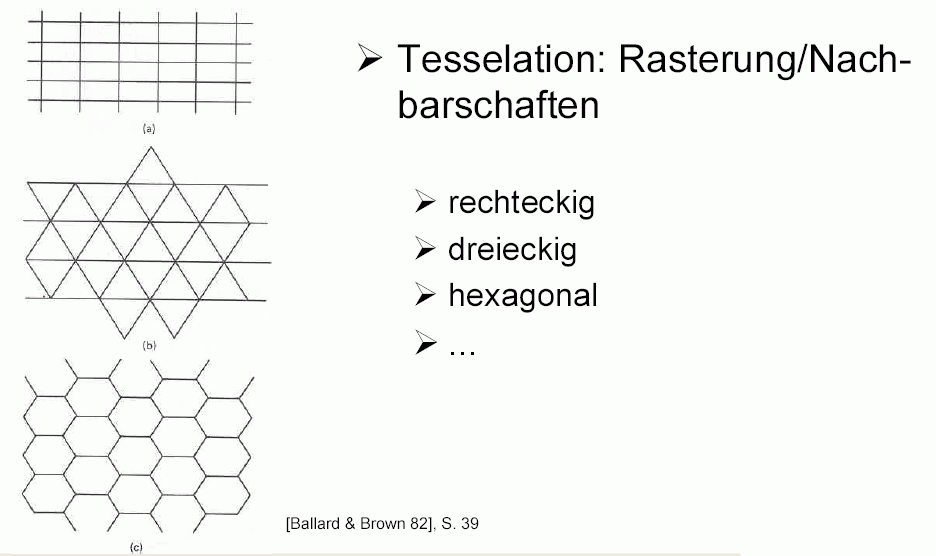 (a)
(b)
(c)
➢ Tesselation: Rasterung/Nach-
barschaften
➢ rechteckig
➢ dreieckig
➢ hexagonal
➢ ...
[Ballard & Brown 82], S. 39